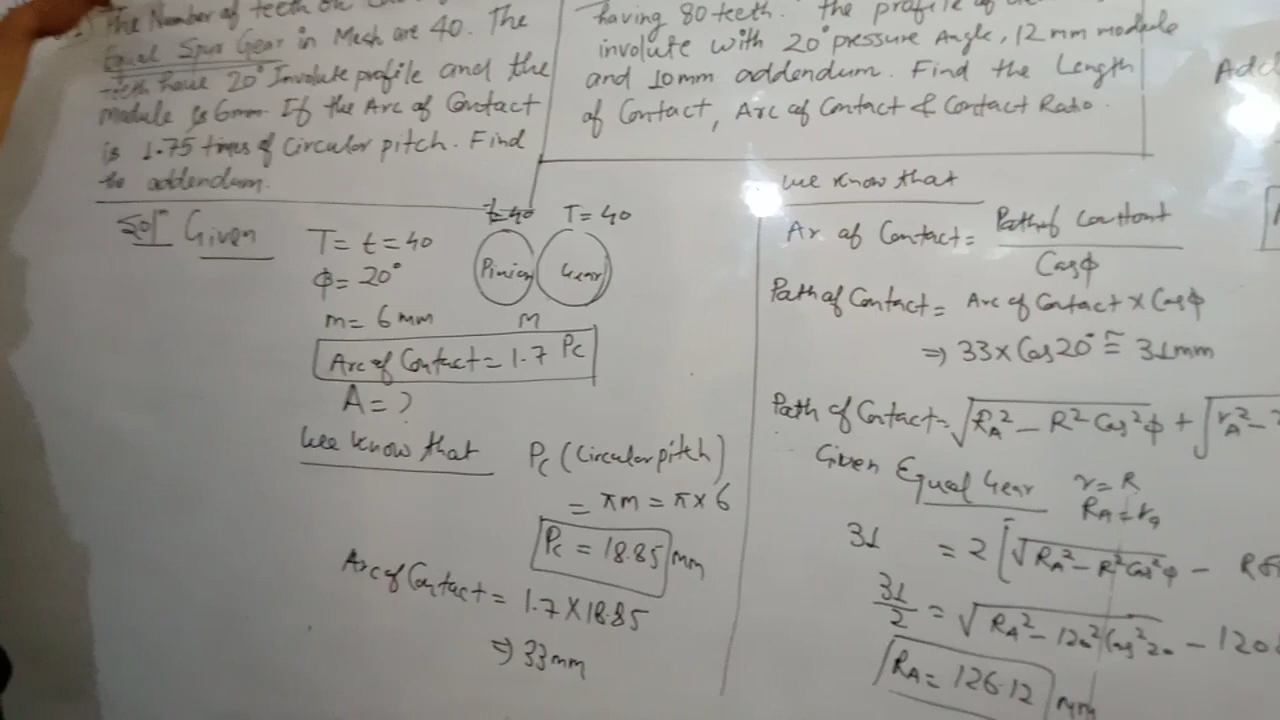 The Number of teeth on
Equal Spur Gear in Mesh are 40. The
teeth have 20° Involute profile and the
module is 6mm If the Arc of Contact
is 1.75 times of Circular pitch. Find
the addendum.
having 80 teeth. The profile of
involute with 20° pressure Angle, 12 mm module
and 10mm addendum. Find the Length
of Contact, Arc of Contact & Contact Ratio.
Sol Given
T = t = 40
Φ = 20°
m = 6 mm
Arc of Contact = 1.7 Pc
A = ?
t=40 T = 40
Pinion Gear
M
We know that
Pc (Circular pitch)
= πm = π x 6
Pc = 18.85 mm
Arc of Contact = 1.7 X 18.85
⇒ 33 mm
We know that
Ar of Contact = Path of Conttant
Cosφ
Path of Contact = Arc of Contact x Cosφ
⇒ 33 x Cos 20° ≅ 31mm
Path of Contact = √RA² – R² Cos²φ + √rA² –
Given Equal Gear r = R
RA = ra
31 = 2 [√RA² – R² Cos²φ –
31/2 = √RA² – 120² Cos² 20 – 120
RA = 126.12 mm